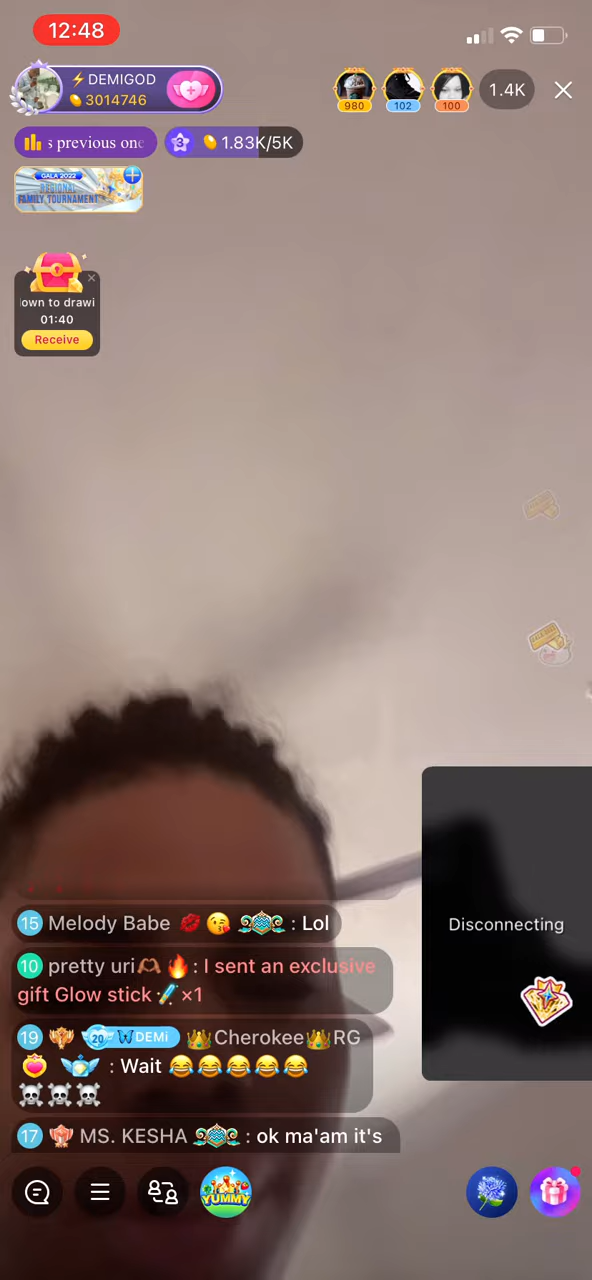 12:48
⚡DEMIGOD
3014746
980
102
100
1.4K
s previous one
3
1.83K/5K
GALA 2022
REGIONAL
FAMILY TOURNAMENT
own to drawi
01:40
Receive
Disconnecting
15 Melody Babe 💋 😘 : Lol
10 pretty uri🫶🏽 🔥: I sent an exclusive
gift Glow stick ×1
19 20 DEMi 👑Cherokee👑RG
: Wait 😂😂😂😂😂
☠️☠️☠️
17 MS. KESHA : ok ma'am it's
YUMMY